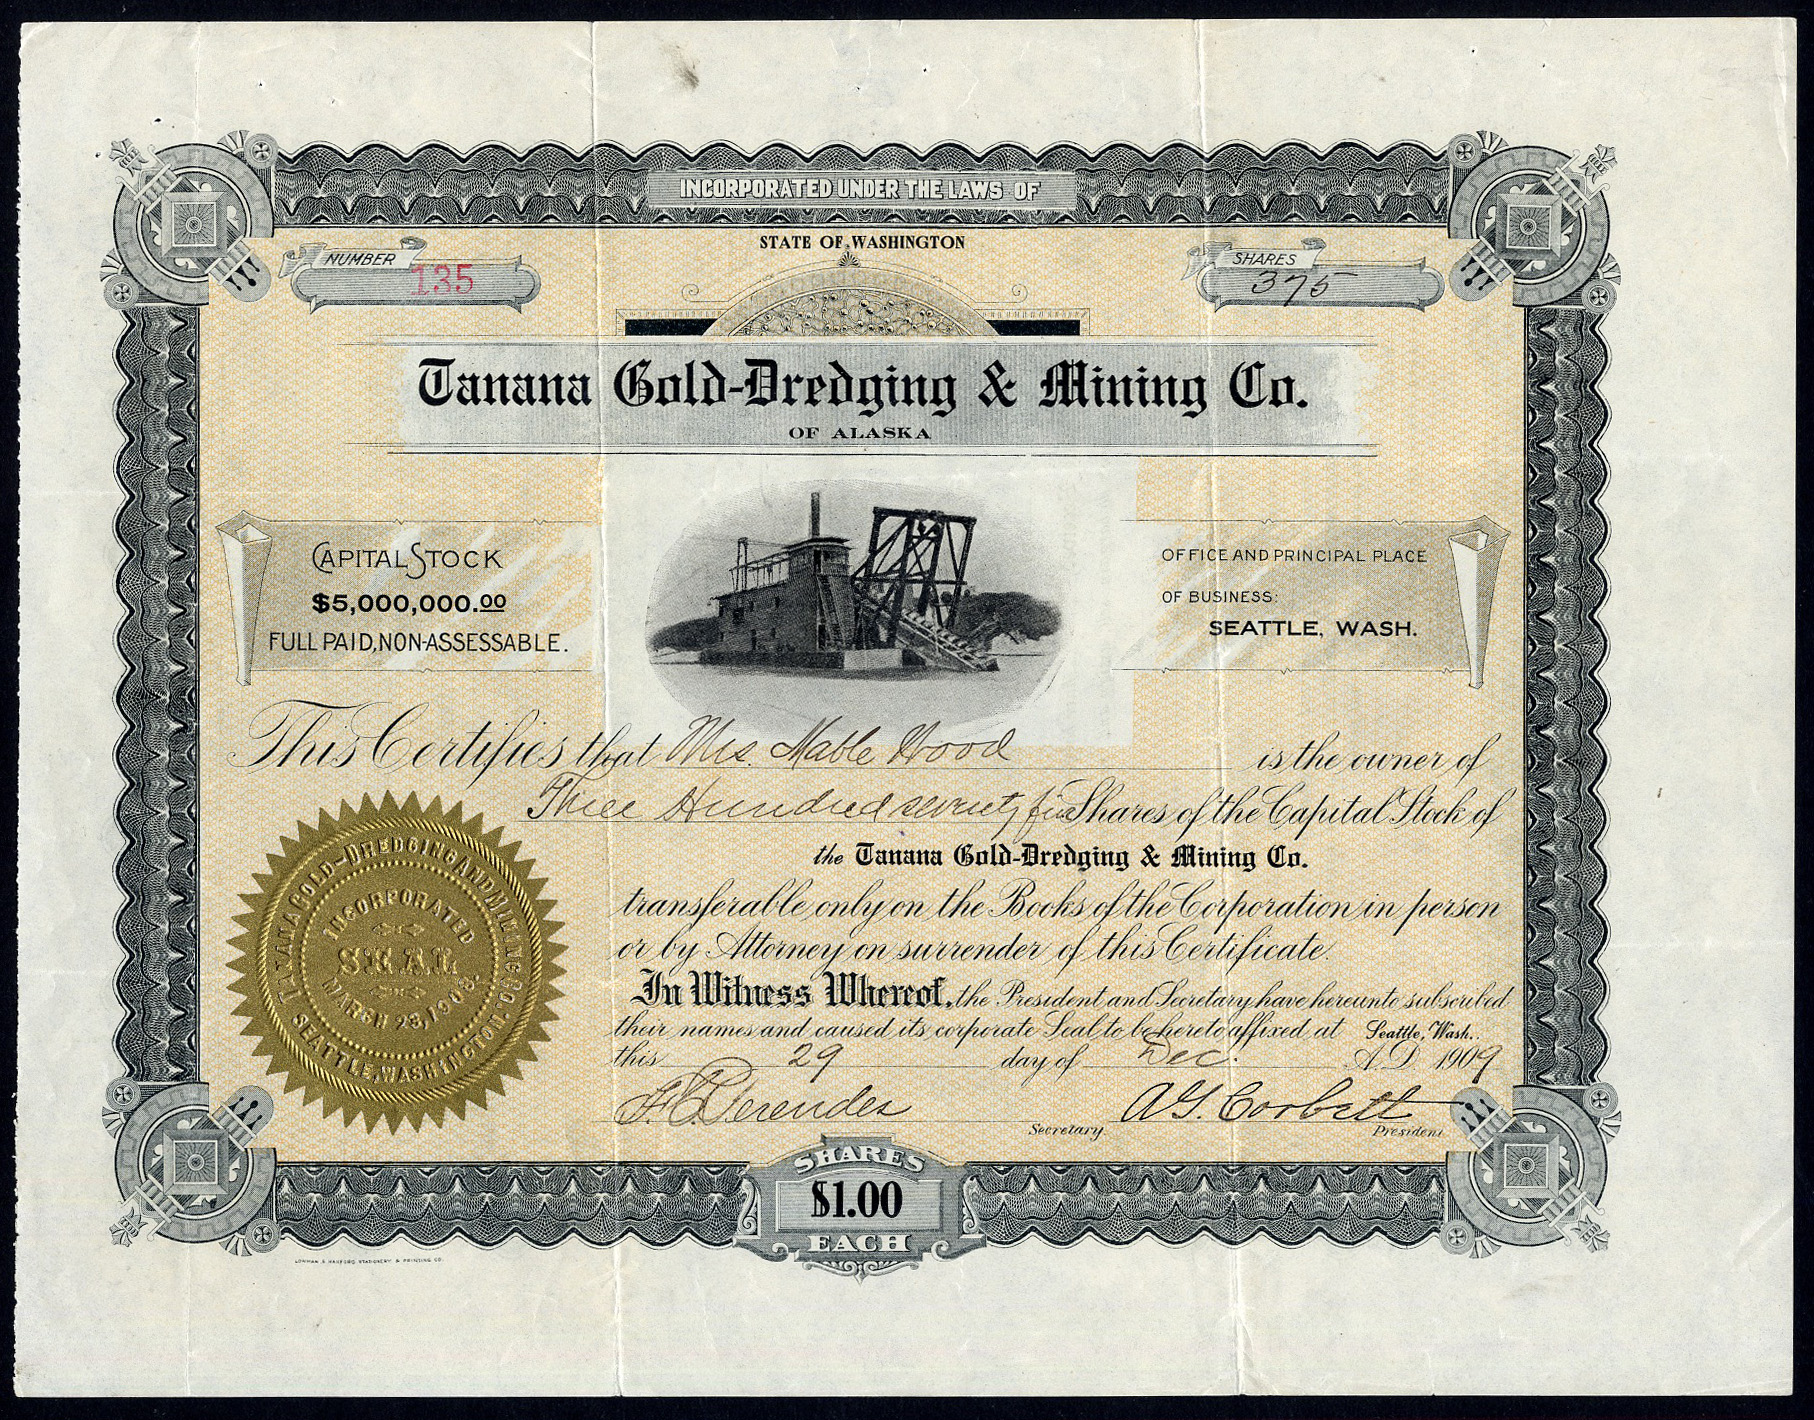 INCORPORATED UNDER THE LAWS OF
STATE OF WASHINGTON
NUMBER
135
SHARES
375
Tanana Gold-Dredging & Mining Co.
OF ALASKA
CAPITAL STOCK
$5,000,000.00
FULL PAID, NON-ASSESSABLE.
OFFICE AND PRINCIPAL PLACE
OF BUSINESS:
SEATTLE, WASH.
This Certifies that Mrs. Mable Wood is the owner of
Three Hundred seventy five Shares of the Capital Stock of
the Tanana Gold-Dredging & Mining Co.
transferable only on the Books of the Corporation in person
or by Attorney on surrender of this Certificate.
In Witness Whereof, the President and Secretary have hereunto subscribed
their names and caused its corporate Seal to be hereto affixed at Seattle, Wash.
this 29 day of Dec. A.D. 1909
A.G. Corbett
Secretary.
President
TANANA GOLD-DREDGING AND MINING CO.
INCORPORATED
SEAL
MARCH 23, 1908.
SEATTLE, WASHINGTON.
SHARES
$1.00
EACH
LOWMAN & HANFORD STATIONERY & PRINTING CO.